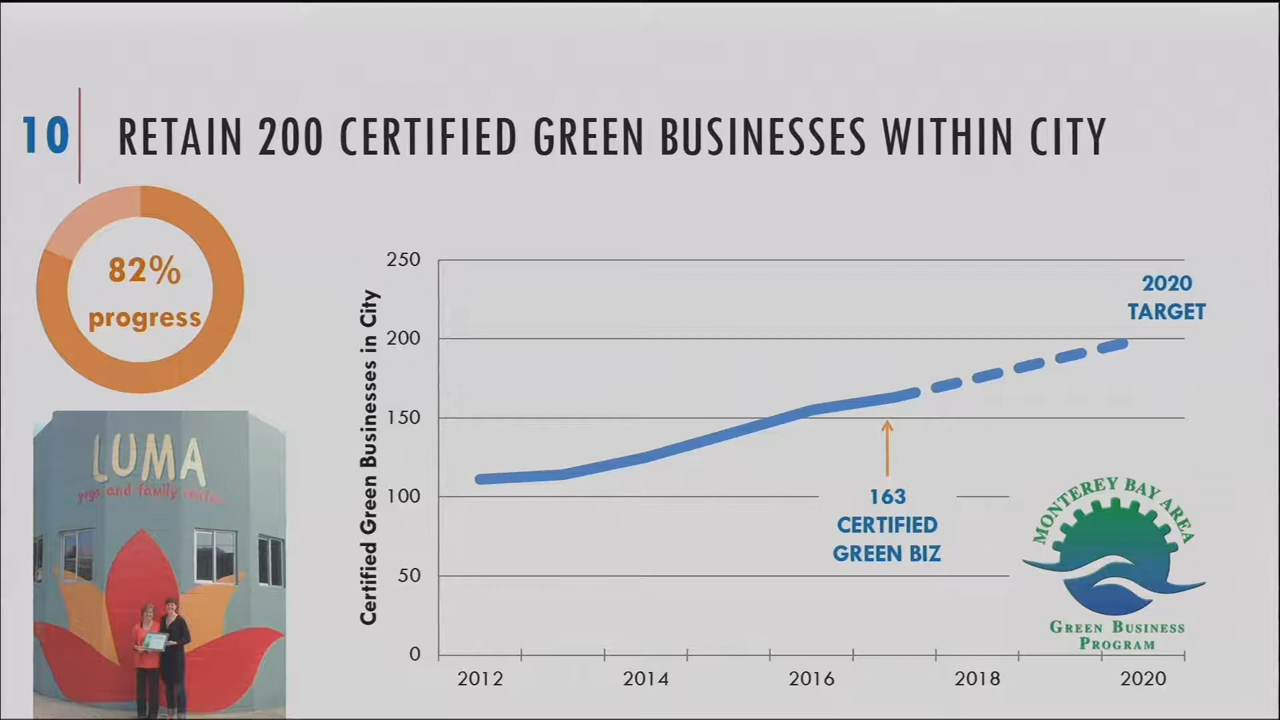 10
RETAIN 200 CERTIFIED GREEN BUSINESSES WITHIN CITY
82%
progress
LUMA
yoga and family center
Certified Green Businesses in City
250
200
150
100
50
0
2012
2014
2016
2018
2020
2020
TARGET
163
CERTIFIED
GREEN BIZ
MONTEREY BAY AREA
GREEN BUSINESS
PROGRAM